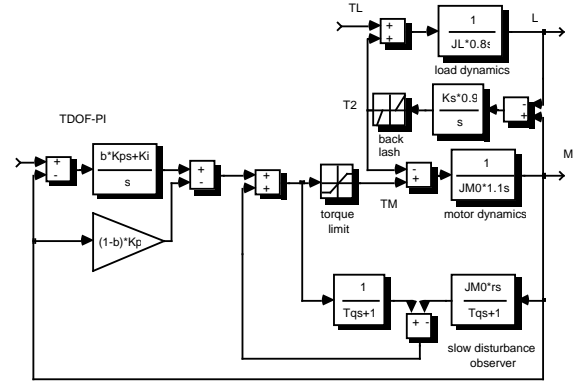 TL
1
JL*0.8s
L
load dynamics
Ks*0.9
s
-
+
T2
back
lash
TDOF-PI
M
b*Kps+Ki
s
+
-
+
-
+
+
+
+
-
+
1
JM0*1.1s
torque
limit
TM
motor dynamics
(1-b)*Kp
1
Tqs+1
JM0*rs
Tqs+1
+ -
slow disturbance
observer